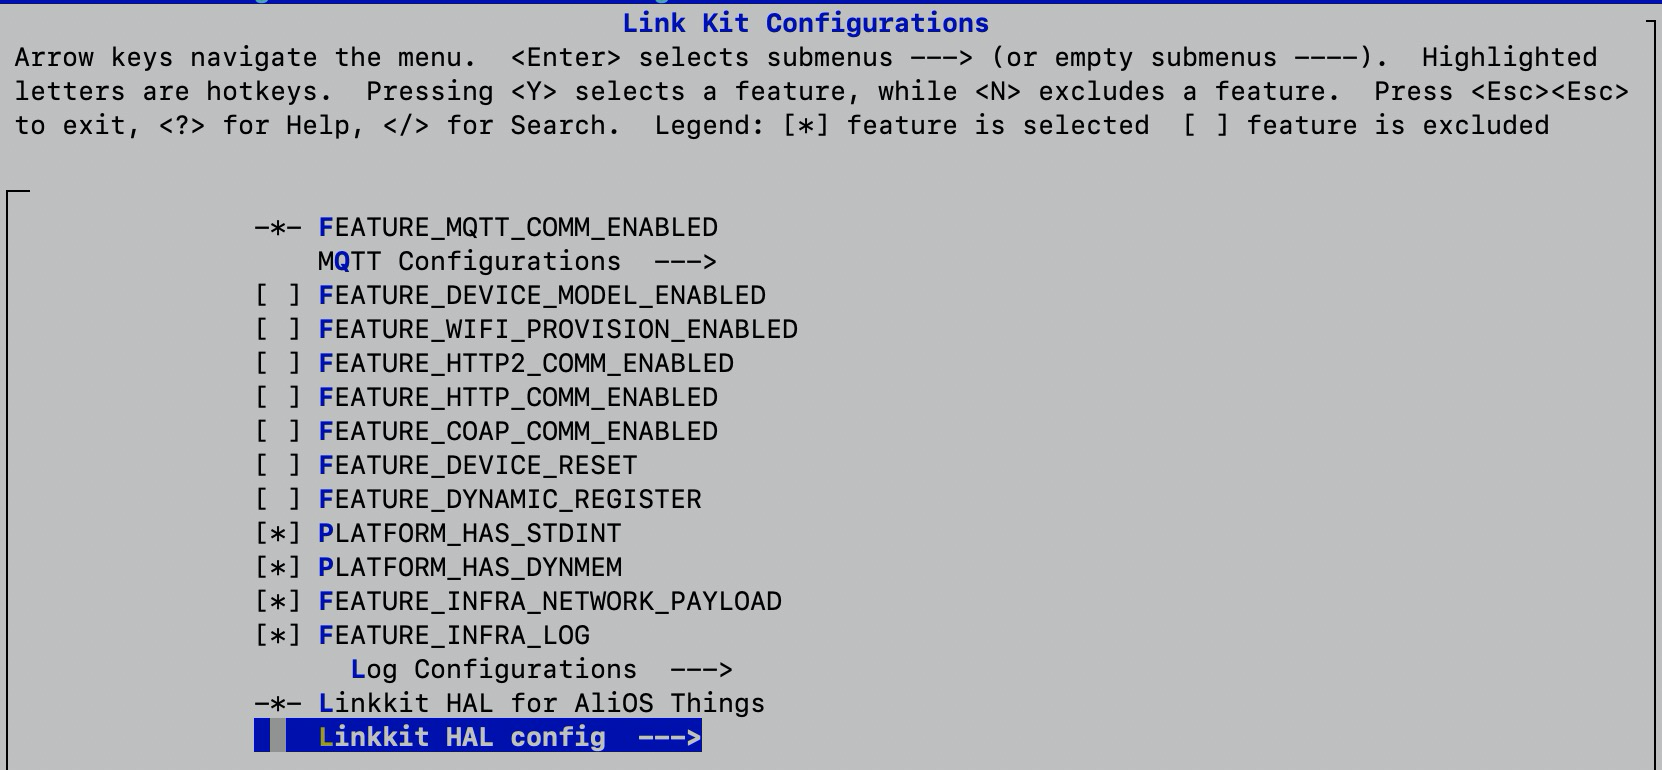 Link Kit Configurations
Arrow keys navigate the menu.  <Enter> selects submenus ---> (or empty submenus ----).  Highlighted
letters are hotkeys.  Pressing <Y> selects a feature, while <N> excludes a feature.  Press <Esc><Esc>
to exit, <?> for Help, </> for Search.  Legend: [*] feature is selected  [ ] feature is excluded
-*- FEATURE_MQTT_COMM_ENABLED
MQTT Configurations  --->
[ ] FEATURE_DEVICE_MODEL_ENABLED
[ ] FEATURE_WIFI_PROVISION_ENABLED
[ ] FEATURE_HTTP2_COMM_ENABLED
[ ] FEATURE_HTTP_COMM_ENABLED
[ ] FEATURE_COAP_COMM_ENABLED
[ ] FEATURE_DEVICE_RESET
[ ] FEATURE_DYNAMIC_REGISTER
[*] PLATFORM_HAS_STDINT
[*] PLATFORM_HAS_DYNMEM
[*] FEATURE_INFRA_NETWORK_PAYLOAD
[*] FEATURE_INFRA_LOG
Log Configurations  --->
-*- Linkkit HAL for AliOS Things
Linkkit HAL config  --->